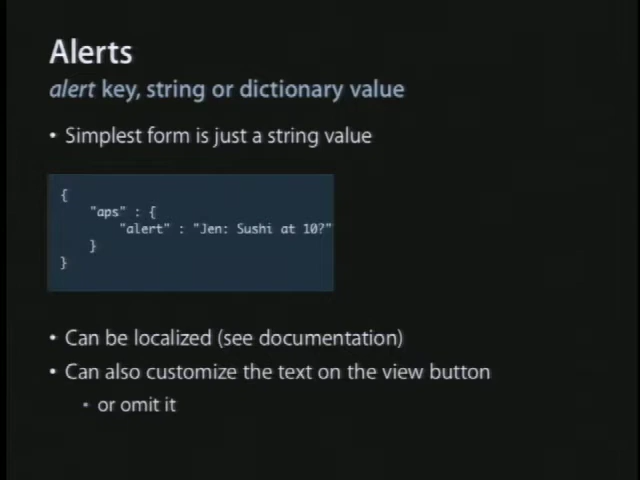 Alerts
alert key, string or dictionary value
• Simplest form is just a string value
{
"aps" : {
"alert" : "Jen: Sushi at 10?"
}
}
• Can be localized (see documentation)
• Can also customize the text on the view button
• or omit it